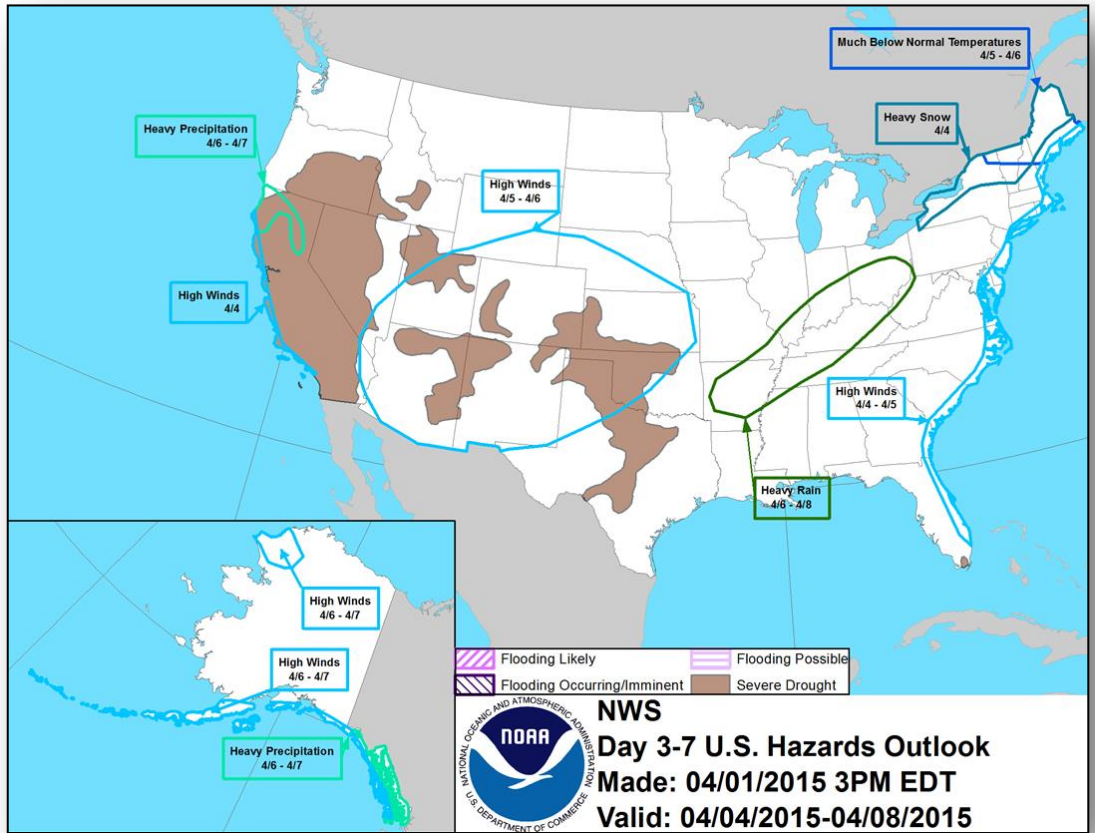 Much Below Normal Temperatures
4/5 - 4/6
Heavy Snow
4/4
Heavy Precipitation
4/6 - 4/7
High Winds
4/5 - 4/6
High Winds
4/4
High Winds
4/4 - 4/5
Heavy Rain
4/6 - 4/8
High Winds
4/6 - 4/7
High Winds
4/6 - 4/7
Heavy Precipitation
4/6 - 4/7
Flooding Likely
Flooding Possible
Flooding Occurring/Imminent
Severe Drought
NATIONAL OCEANIC AND ATMOSPHERIC ADMINISTRATION
NOAA
U.S. DEPARTMENT OF COMMERCE
NWS
Day 3-7 U.S. Hazards Outlook
Made: 04/01/2015 3PM EDT
Valid: 04/04/2015-04/08/2015